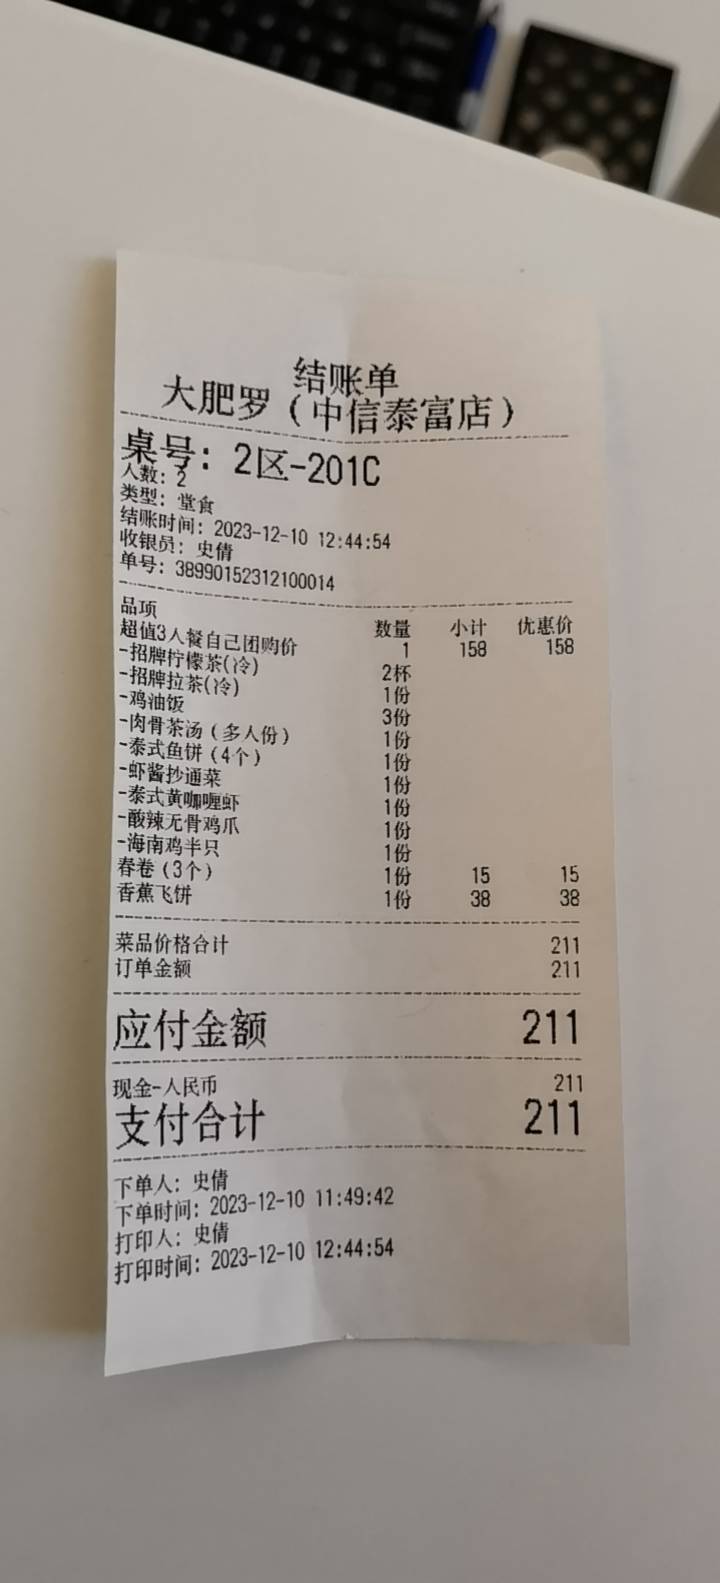 结账单
大肥罗（中信泰富店）
桌号: 2区-201C
人数: 2
类型: 堂食
结账时间: 2023-12-10 12:44:54
收银员: 史倩
单号: 38990152312100014
品项 数量 小计 优惠价
超值3人餐自己团购价 1 158 158
-招牌柠檬茶(冷) 2杯
-招牌拉茶(冷) 1份
-鸡油饭 3份
-肉骨茶汤（多人份） 1份
-泰式鱼饼（4个） 1份
-虾酱抄通菜 1份
-泰式黄咖喱虾 1份
-酸辣无骨鸡爪 1份
-海南鸡半只 1份
春卷（3个） 1份 15 15
香蕉飞饼 1份 38 38
菜品价格合计 211
订单金额 211
应付金额 211
现金-人民币 211
支付合计 211
下单人: 史倩
下单时间: 2023-12-10 11:49:42
打印人: 史倩
打印时间: 2023-12-10 12:44:54